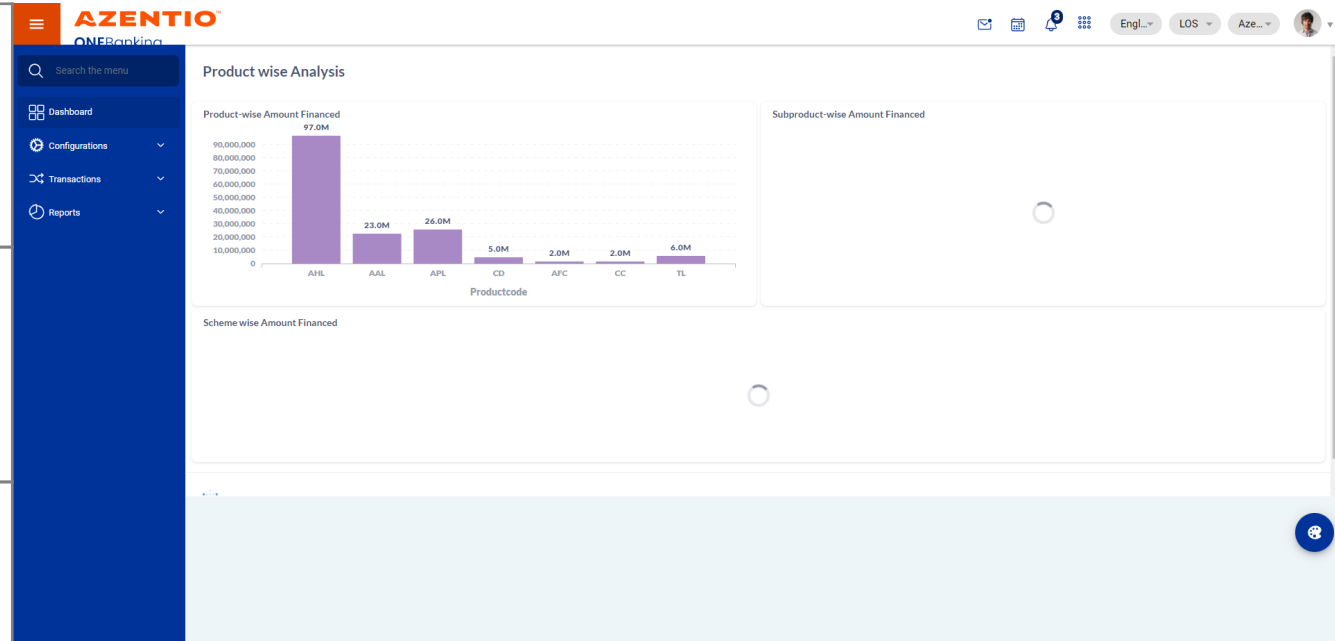 AZENTIO™
ONEBanking
3
Engl...
LOS
Aze...
Search the menu
Dashboard
Configurations
Transactions
Reports
Product wise Analysis
Product-wise Amount Financed
97.0M
90,000,000
80,000,000
70,000,000
60,000,000
50,000,000
40,000,000
30,000,000
20,000,000
10,000,000
0
23.0M
26.0M
5.0M
2.0M
2.0M
6.0M
AHL AAL APL CD AFC CC TL
Productcode
Subproduct-wise Amount Financed
Scheme wise Amount Financed